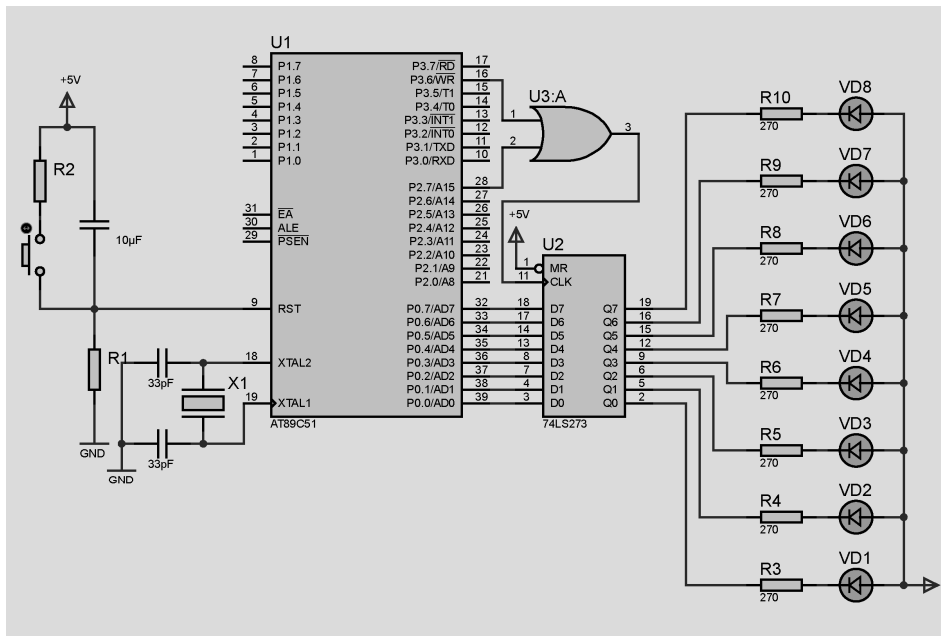 U1
8 P1.7 P3.7/RD 17
7 P1.6 P3.6/WR 16
6 P1.5 P3.5/T1 15
5 P1.4 P3.4/T0 14
4 P1.3 P3.3/INT1 13
3 P1.2 P3.2/INT0 12
2 P1.1 P3.1/TXD 11
1 P1.0 P3.0/RXD 10
P2.7/A15 28
P2.6/A14 27
31 EA P2.5/A13 26
30 ALE P2.4/A12 25
29 PSEN P2.3/A11 24
P2.2/A10 23
P2.1/A9 22
P2.0/A8 21
9 RST P0.7/AD7 32
P0.6/AD6 33
P0.5/AD5 34
P0.4/AD4 35
18 XTAL2 P0.3/AD3 36
P0.2/AD2 37
P0.1/AD1 38
19 XTAL1 P0.0/AD0 39
AT89C51
+5V
R2
10µF
R1
33pF
X1
33pF
GND
GND
U3:A
1
2
3
+5V
U2
1 MR
11 CLK
18 D7 Q7 19
17 D6 Q6 16
14 D5 Q5 15
13 D4 Q4 12
8 D3 Q3 9
7 D2 Q2 6
4 D1 Q1 5
3 D0 Q0 2
74LS273
R10 VD8
270
R9 VD7
270
R8 VD6
270
R7 VD5
270
R6 VD4
270
R5 VD3
270
R4 VD2
270
R3 VD1
270